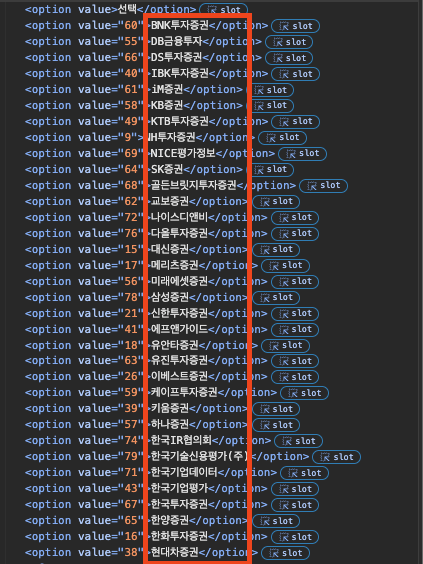 <option value>선택</option> slot
<option value="60">BNK투자증권</option> slot
<option value="55">DB금융투자</option> slot
<option value="66">DS투자증권</option> slot
<option value="40">IBK투자증권</option> slot
<option value="61">iM증권</option> slot
<option value="58">KB증권</option> slot
<option value="49">KTB투자증권</option> slot
<option value="9">NH투자증권</option> slot
<option value="69">NICE평가정보</option> slot
<option value="64">SK증권</option> slot
<option value="68">골든브릿지투자증권</option> slot
<option value="62">교보증권</option> slot
<option value="72">나이스디앤비</option> slot
<option value="76">다올투자증권</option> slot
<option value="15">대신증권</option> slot
<option value="17">메리츠증권</option> slot
<option value="56">미래에셋증권</option> slot
<option value="78">삼성증권</option> slot
<option value="21">신한투자증권</option> slot
<option value="41">에프앤가이드</option> slot
<option value="18">유안타증권</option> slot
<option value="63">유진투자증권</option> slot
<option value="26">이베스트증권</option> slot
<option value="59">케이프투자증권</option> slot
<option value="39">키움증권</option> slot
<option value="57">하나증권</option> slot
<option value="74">한국IR협의회</option> slot
<option value="79">한국기술신용평가(주)</option> slot
<option value="71">한국기업데이터</option> slot
<option value="43">한국기업평가</option> slot
<option value="67">한국투자증권</option> slot
<option value="65">한양증권</option> slot
<option value="16">한화투자증권</option> slot
<option value="38">현대차증권</option> slot